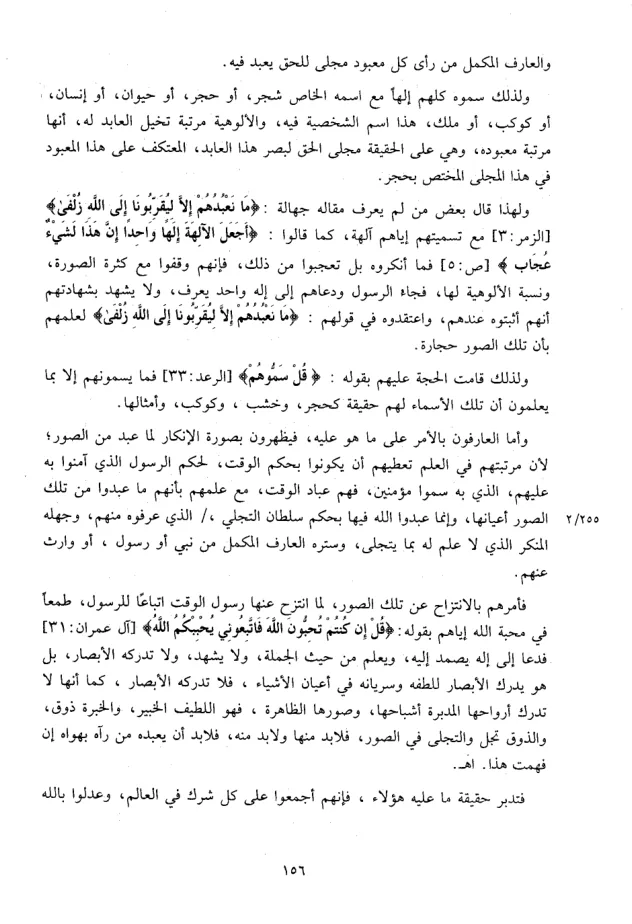 والعارف المكمل من رأى كل معبود مجلى للحق يعبد فيه.
ولذلك سموه كلهم إلهاً مع اسمه الخاص شجر، أو حجر، أو حيوان، أو إنسان،
أو كوكب، أو ملك، هذا اسم الشخصية فيه، والألوهية مرتبة تخيل العابد له، أنها
مرتبة معبوده، وهي على الحقيقة مجلى الحق لبصر هذا العابد، المعتكف على هذا المعبود
في هذا المجلى المختص بحجر.
ولهذا قال بعض من لم يعرف مقاله جهالة :﴿مَا نَعْبُدُهُمْ إِلاَّ لِيُقَرِّبُونَا إِلَى اللَّه زُلْفَىٰ﴾
[الزمر:٣] مع تسميتهم إياهم آلهة، كما قالوا : ﴿أَجَعَلَ الآلِهَةَ إِلَهًا وَاحِدًا إِنَّ هَذَا لَشَيْءٌ
عُجَاب ﴾ [ص:٥] فما أنكروه بل تعجبوا من ذلك، فإنهم وقفوا مع كثرة الصورة،
ونسبة الألوهية لها، فجاء الرسول ودعاهم إلى إله واحد يعرف، ولا يشهد بشهادتهم
أنهم أثبتوه عندهم، واعتقدوه في قولهم : ﴿مَا نَعْبُدُهُمْ إِلاَّ لِيُقَرِّبُونَا إِلَى اللَّه زُلْفَىٰ﴾ لعلمهم
بأن تلك الصور حجارة.
ولذلك قامت الحجة عليهم بقوله : ﴿ قُلْ سَمُّوهُمْ﴾ [الرعد:٣٣] فما يسمونهم إلا بما
يعلمون أن تلك الأسماء لهم حقيقة كحجر، وخشب ، وكوكب، وأمثالها.
وأما العارفون بالأمر على ما هو عليه، فيظهرون بصورة الإنكار لما عبد من الصور؛
لأن مرتبتهم في العلم تعطيهم أن يكونوا بحكم الوقت، لحكم الرسول الذي آمنوا به
عليهم، الذي به سموا مؤمنين، فهم عباد الوقت، مع علمهم بأنهم ما عبدوا من تلك
الصور أعيانها، وإنما عبدوا الله فيها بحكم سلطان التجلي ،/ الذي عرفوه منهم، وجهله ٢/٢٥٥
المنكر الذي لا علم له بما يتجلى، وستره العارف المكمل من نبي أو رسول ، أو وارث
عنهم.
فأمرهم بالانتزاح عن تلك الصور، لما انتزح عنها رسول الوقت اتباعًا للرسول، طمعاً
في محبة الله إياهم بقوله: ﴿قُلْ إِن كُنتُمْ تُحِبُّونَ اللَّهَ فَاتَّبِعُونِي يُحْبِبْكُمُ اللَّهُ﴾ [آل عمران:٣١]
فدعا إلى إله يصمد إليه، ويعلم من حيث الجملة، ولا يشهد، ولا تدركه الأبصار، بل
هو يدرك الأبصار للطفه وسريانه في أعيان الأشياء ، فلا تدركه الأبصار ، كما أنها لا
تدرك أرواحها المدبرة أشباحها، وصورها الظاهرة ، فهو اللطيف الخبير، والخبرة ذوق،
والذوق تجل والتجلى في الصور، فلابد منها ولابد منه، فلابد أن يعبده من رآه بهواه إن
فهمت هذا. اهـ.
فتدبر حقيقة ما عليه هؤلاء ، فإنهم أجمعوا على كل شرك في العالم، وعدلوا بالله
١٥٦